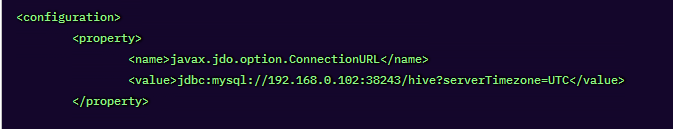 <configuration>
<property>
<name>javax.jdo.option.ConnectionURL</name>
<value>jdbc:mysql://192.168.0.102:38243/hive?serverTimezone=UTC</value>
</property>